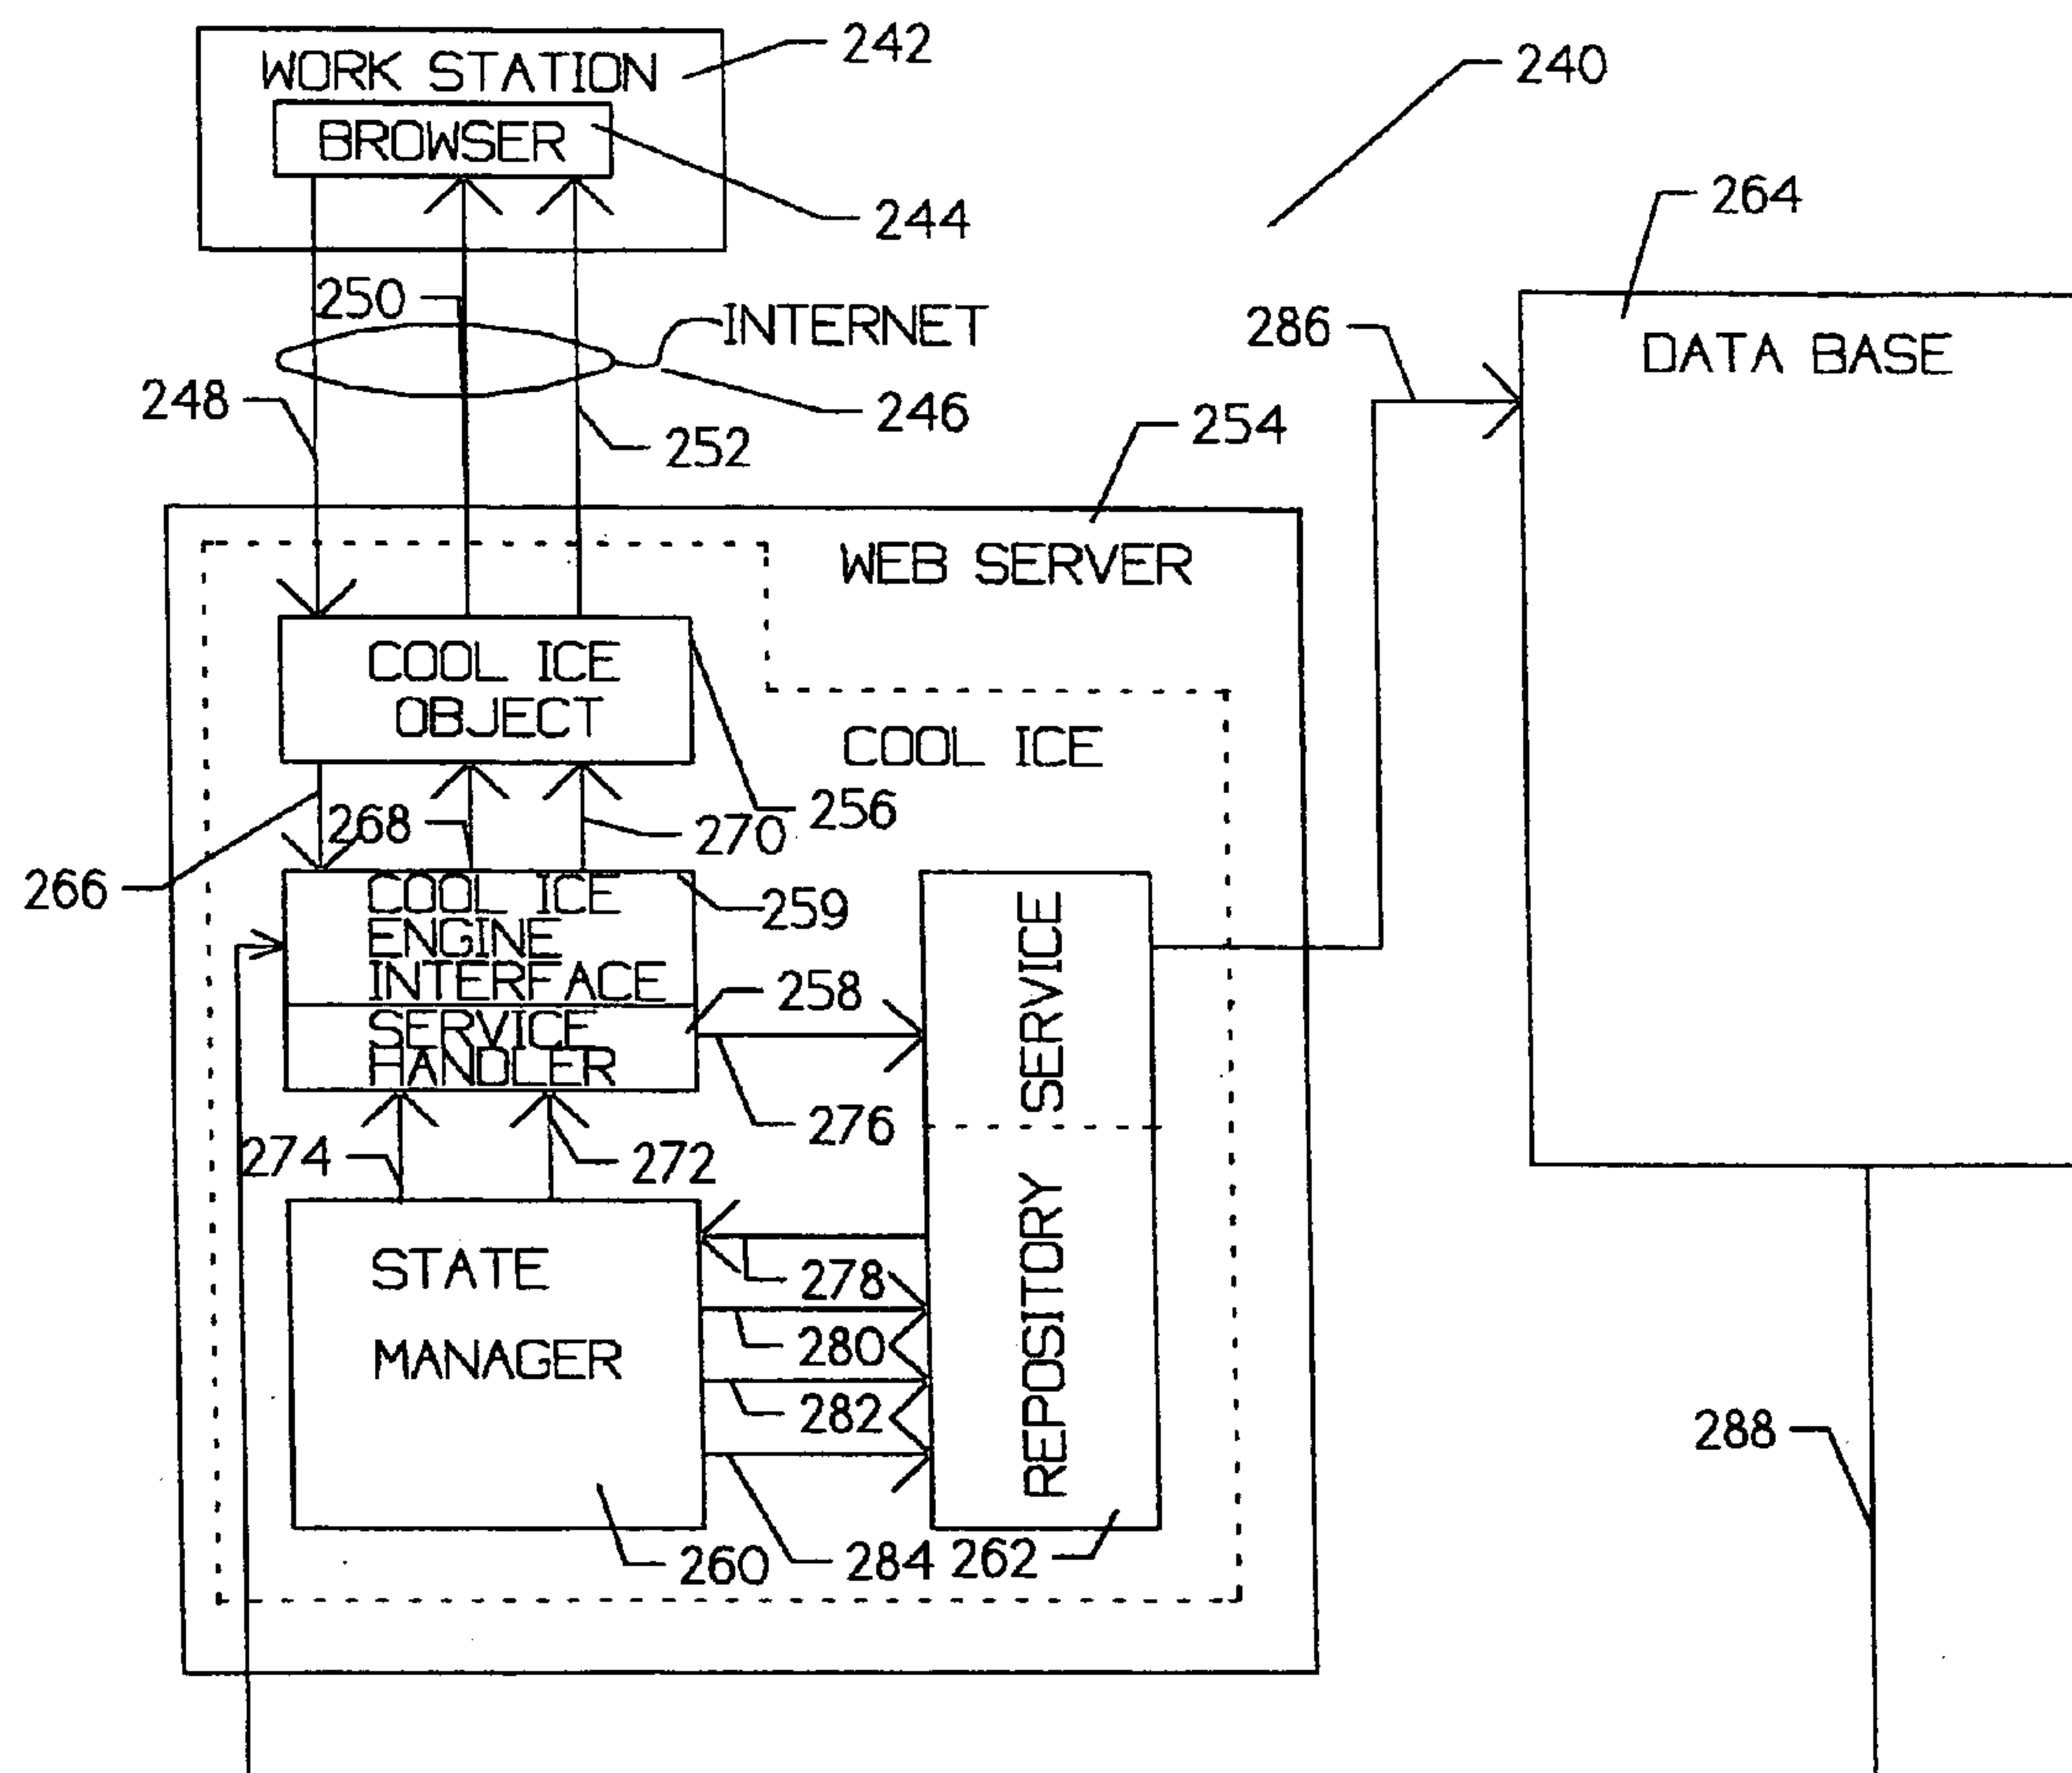 242
WORK STATION
240
BROWSER
264
244
250
INTERNET
286
DATA BASE
248
246
252
254
WEB SERVER
COOL ICE
OBJECT
COOL ICE
256
268
270
266
COOL ICE
ENGINE
INTERFACE
259
258
SERVICE
HANDLER
SERVICE
276
274
272
REPOSITORY
STATE
MANAGER
278
280
282
288
260
284
262